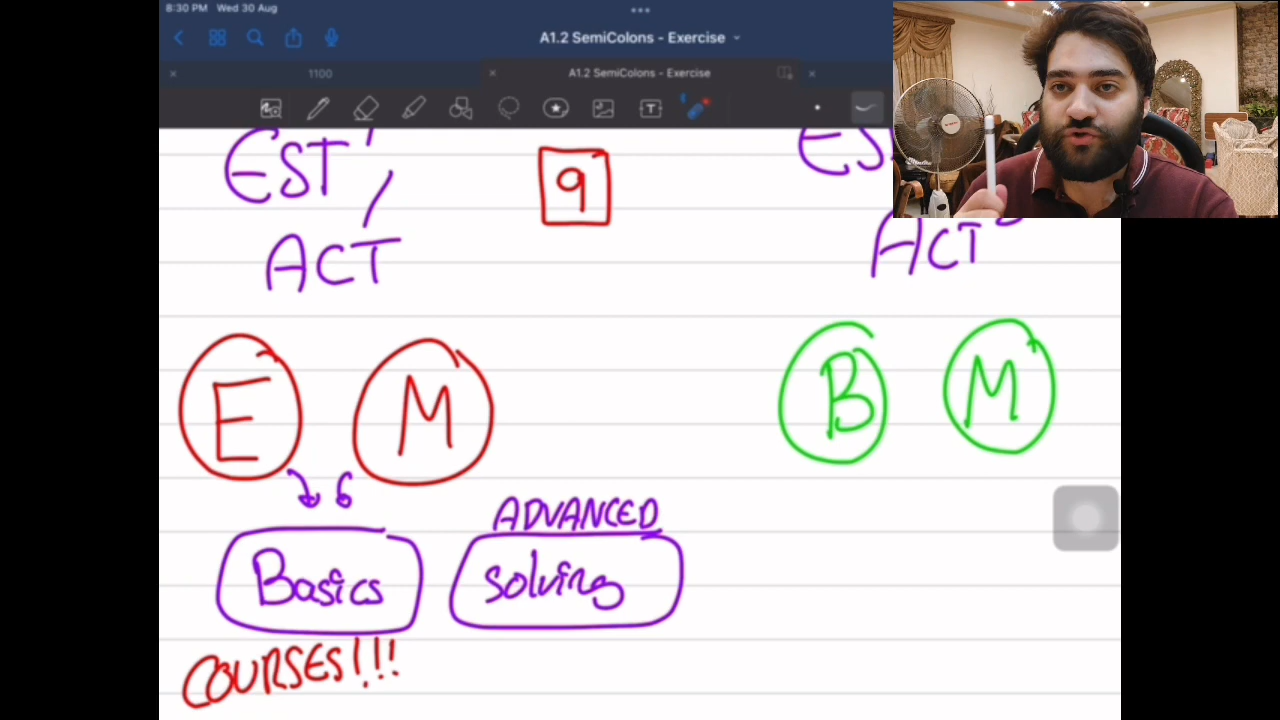 8:30 PM Wed 30 Aug
A1.2 SemiColons - Exercise
1100
A1.2 SemiColons - Exercise
EST,
9
ES
ACT
ACT
E M B M
ADVANCED
Basics
Solving
COURSES!!!